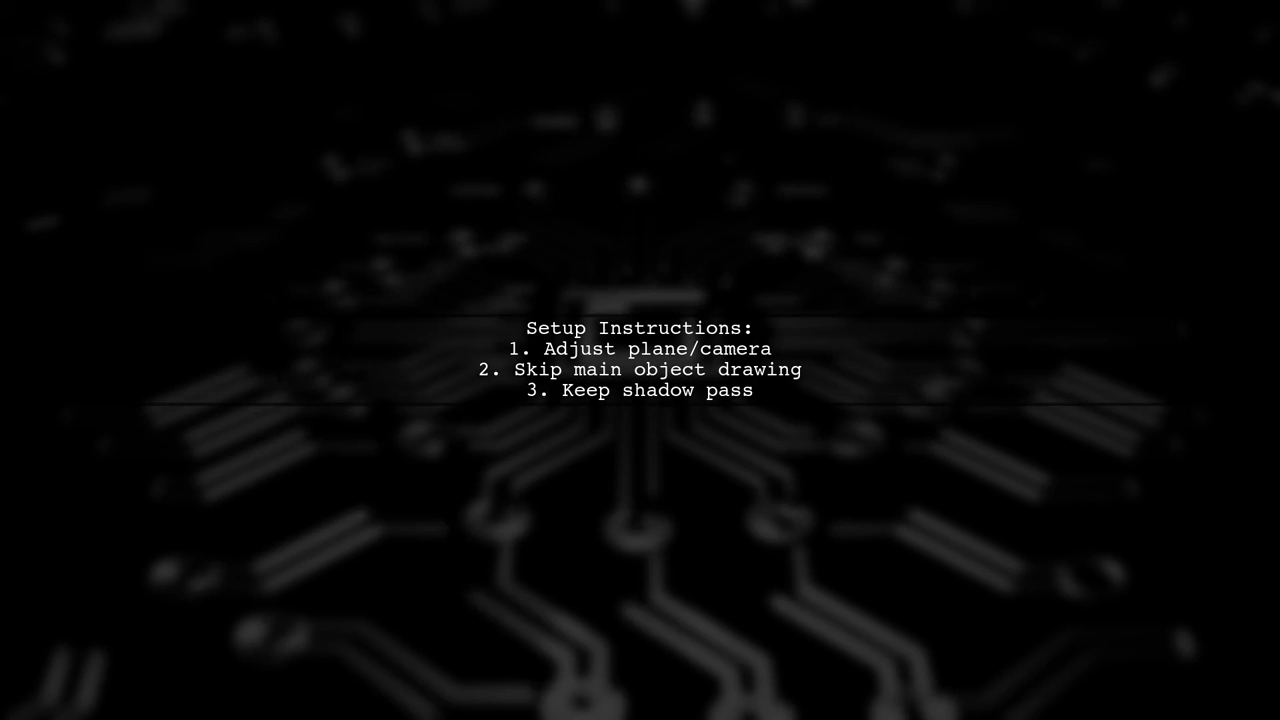 Setup Instructions:
1. Adjust plane/camera
2. Skip main object drawing
3. Keep shadow pass